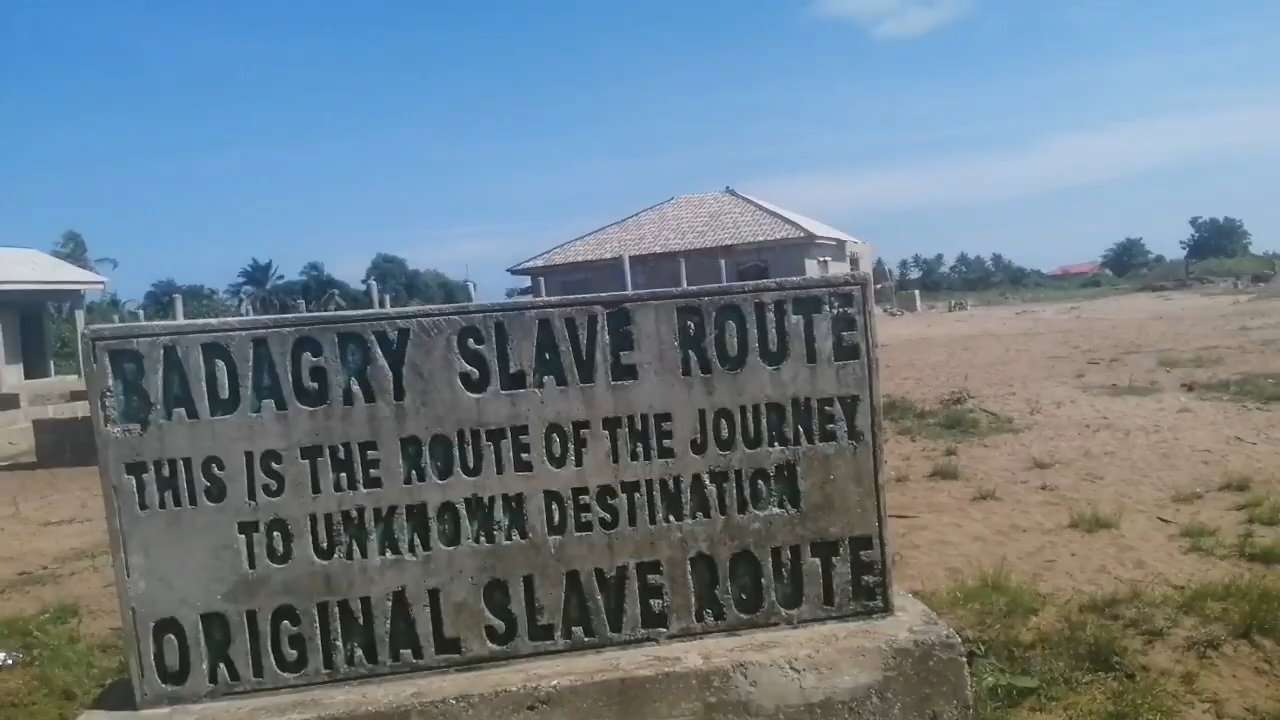 BADAGRY SLAVE ROUTE
THIS IS THE ROUTE OF THE JOURNEY
TO UNKNOWN DESTINATION
ORIGINAL SLAVE ROUTE